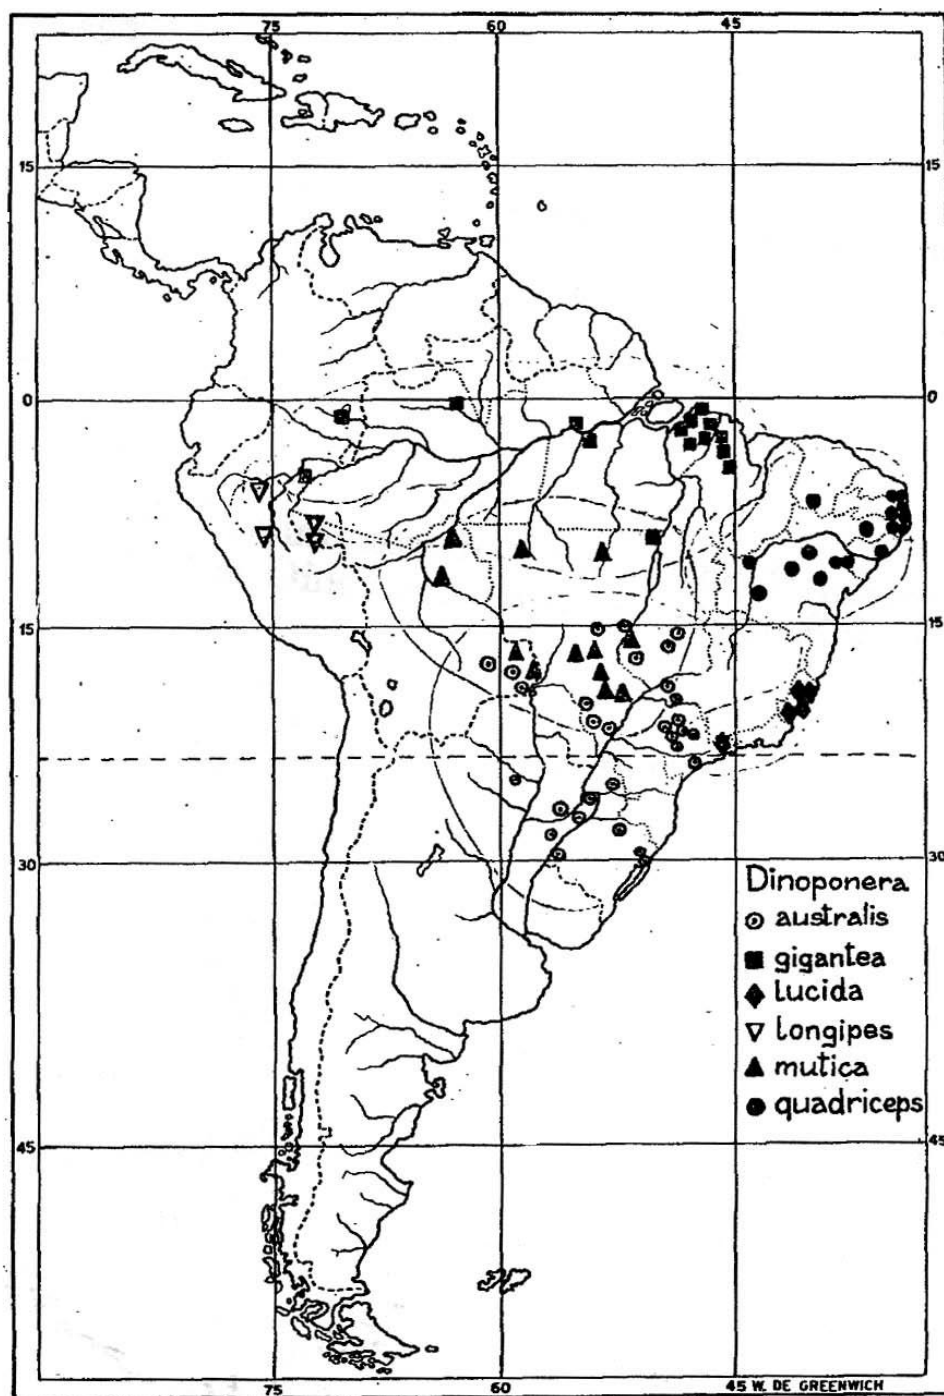 75 60 45
15 15
0 0
15 15
30 30
Dinoponera
australis
gigantea
lucida
longipes
mutica
quadriceps
45 45
75 60 45 W. DE GREENWICH